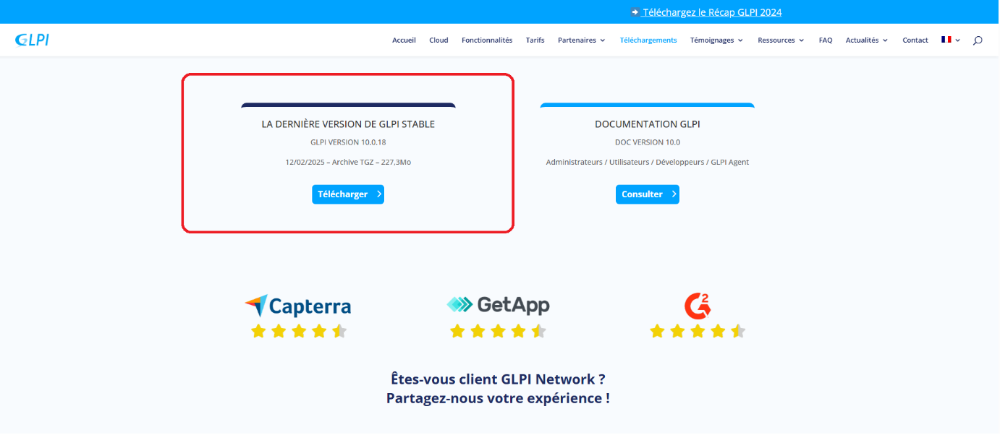 Téléchargez le Récap GLPI 2024
GLPI
Accueil Cloud Fonctionnalités Tarifs Partenaires Téléchargements Témoignages Ressources FAQ Actualités Contact
LA DERNIÈRE VERSION DE GLPI STABLE
GLPI VERSION 10.0.18
12/02/2025 – Archive TGZ – 227,3Mo
Télécharger
DOCUMENTATION GLPI
DOC VERSION 10.0
Administrateurs / Utilisateurs / Développeurs / GLPI Agent
Consulter
Capterra
GetApp
G2
Êtes-vous client GLPI Network ?
Partagez-nous votre expérience !